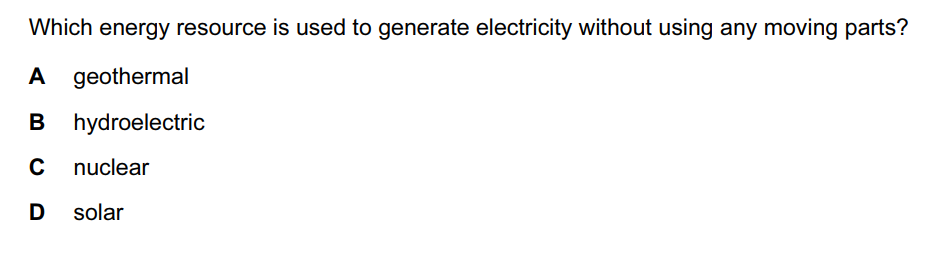 Which energy resource is used to generate electricity without using any moving parts?
A geothermal
B hydroelectric
C nuclear
D solar